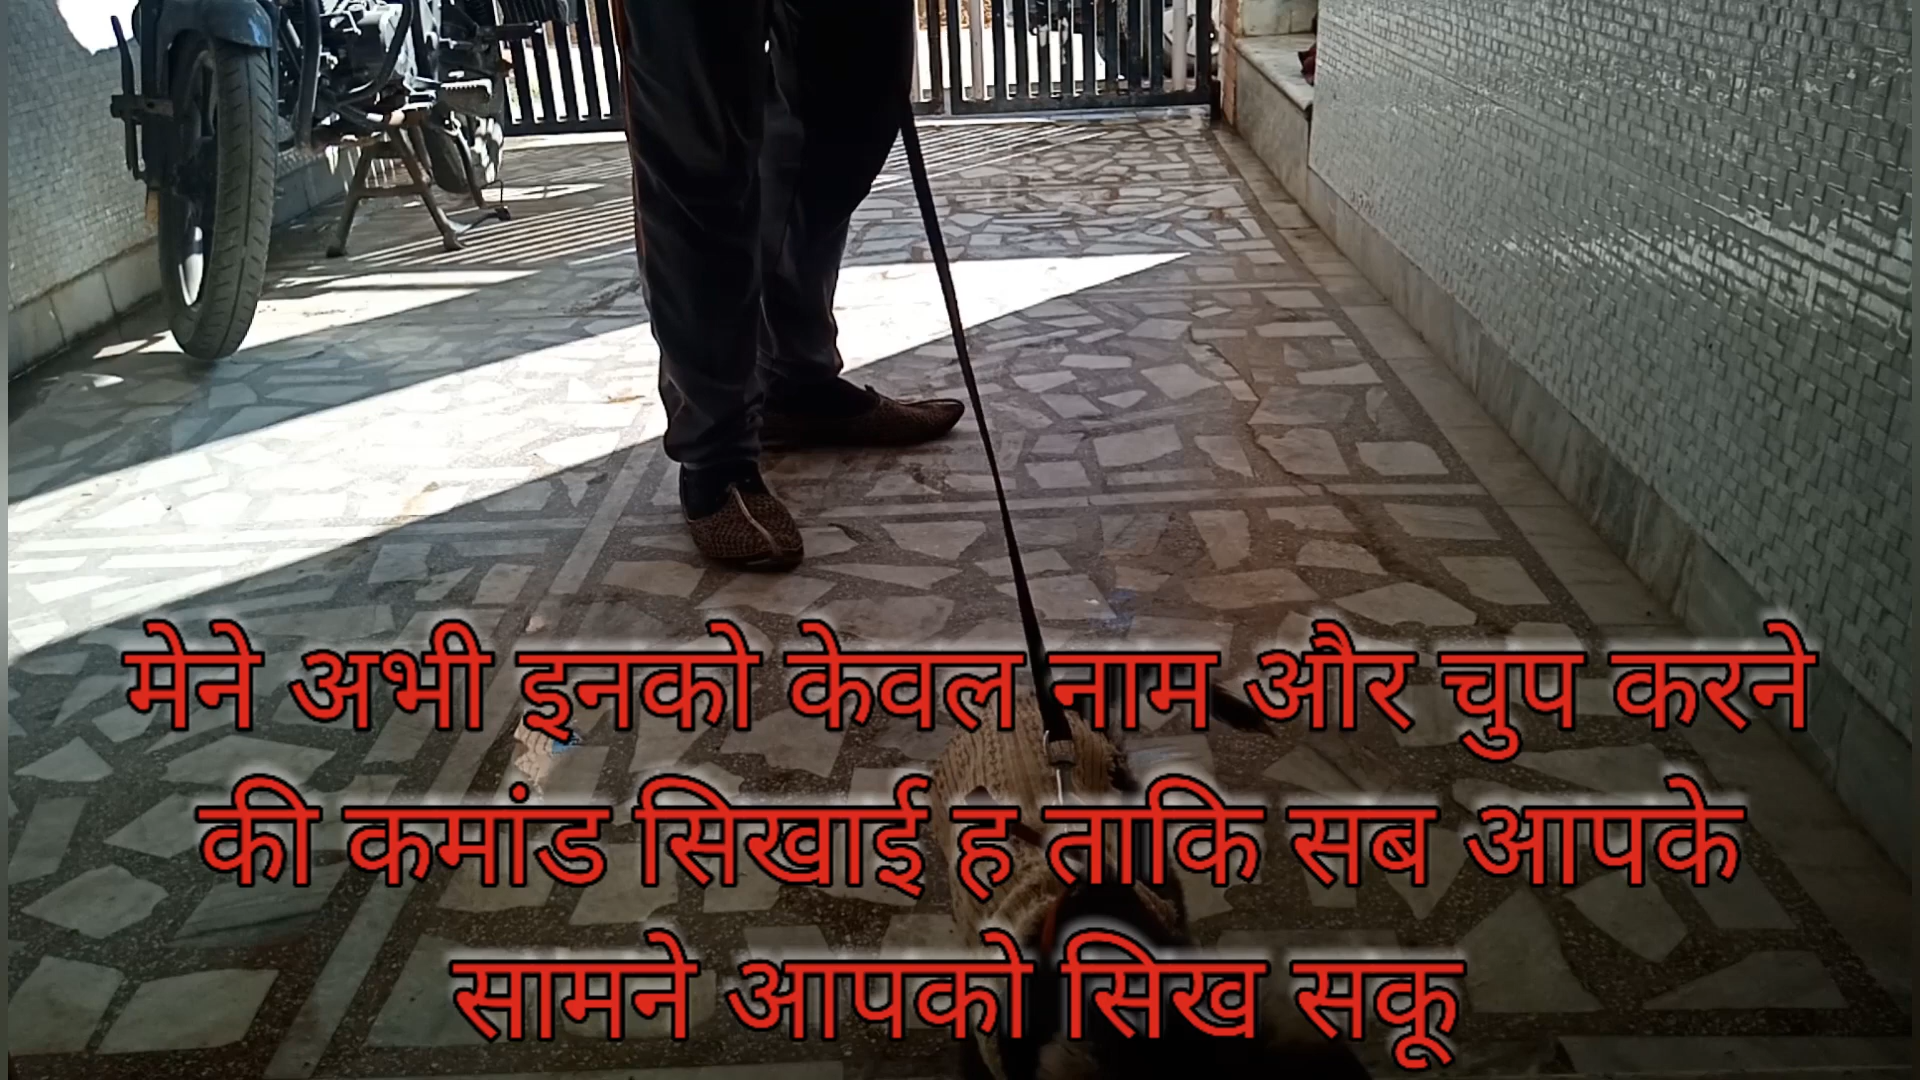 मेने अभी इनको केवल नाम और चुप करने
की कमांड सिखाई ह ताकि सब आपके
सामने आपको सिख सकू